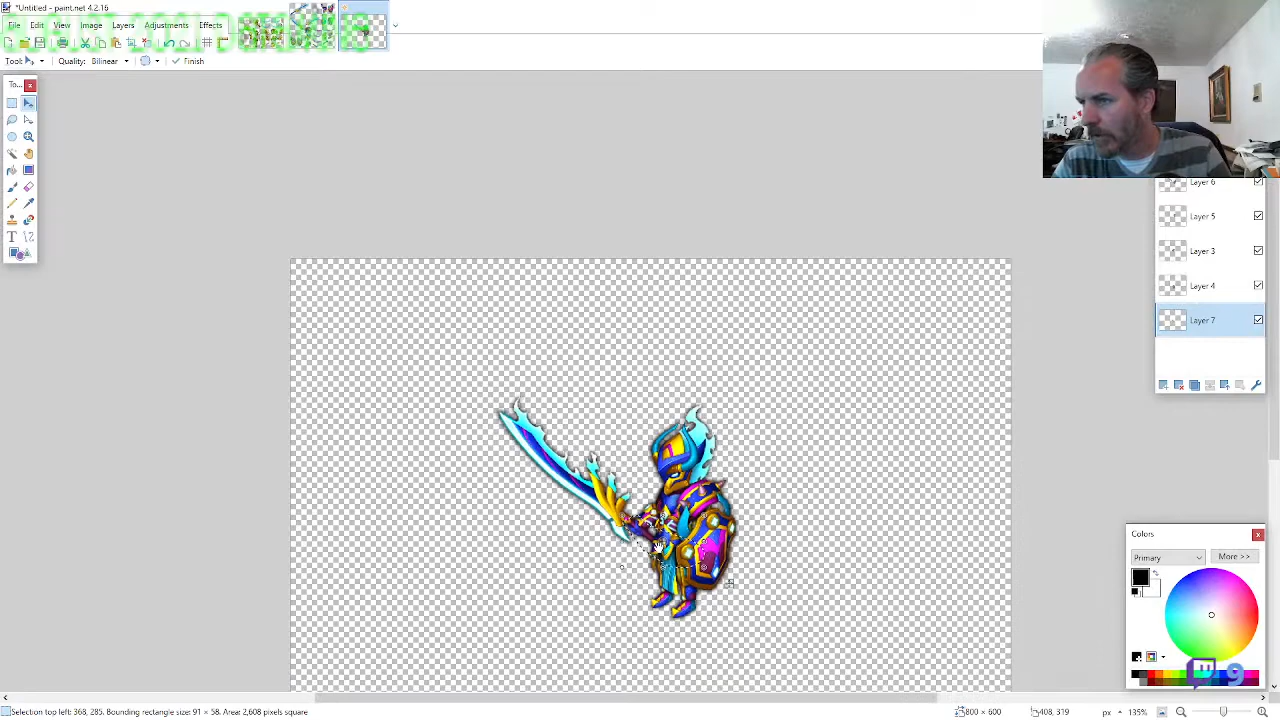 *Untitled - paint.net 4.2.16
File Edit View Image Layers Adjustments Effects
Tool: Quality: Bilinear Finish
To...
Layer 6
Layer 5
Layer 3
Layer 4
Layer 7
Colors
Primary More >>
9
Selection top left: 368, 285. Bounding rectangle size: 91 × 58. Area: 2,608 pixels square 800 × 600 408, 319 px 135%